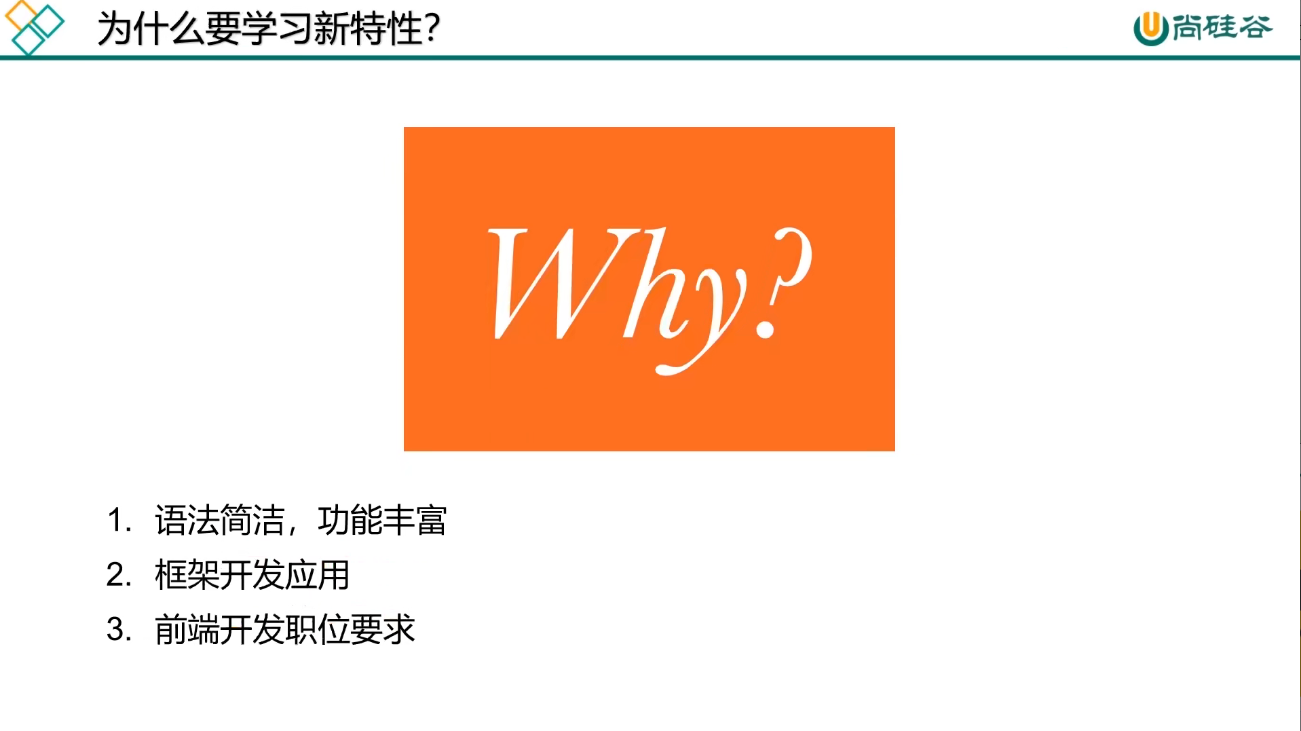 为什么要学习新特性？
尚硅谷
Why?
1. 语法简洁，功能丰富
2. 框架开发应用
3. 前端开发职位要求